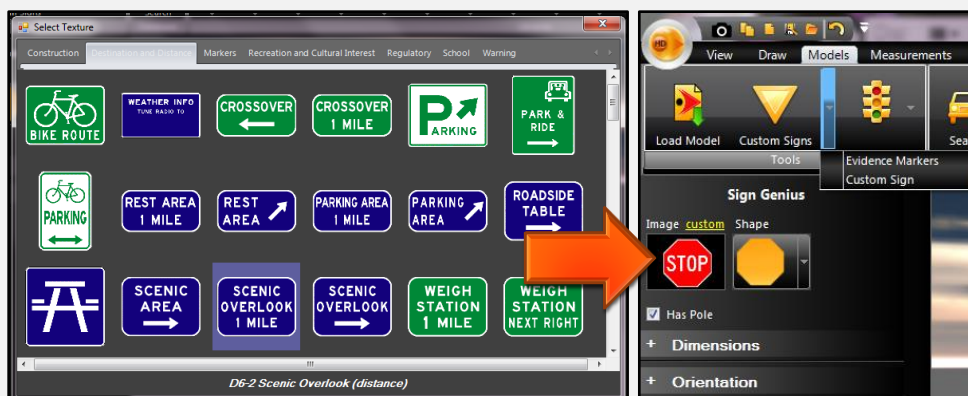 Select Texture
Construction Destination and Distance Markers Recreation and Cultural Interest Regulatory School Warning
BIKE ROUTE
WEATHER INFO
TUNE RADIO TO
CROSSOVER
CROSSOVER
1 MILE
PARKING
PARK &
RIDE
PARKING
REST AREA
1 MILE
REST
AREA
PARKING AREA
1 MILE
PARKING
AREA
ROADSIDE
TABLE
SCENIC
AREA
SCENIC
OVERLOOK
1 MILE
SCENIC
OVERLOOK
WEIGH
STATION
1 MILE
WEIGH
STATION
NEXT RIGHT
D6-2 Scenic Overlook (distance)
HD
View Draw Models Measurements
Load Model Custom Signs
Tools
Evidence Markers
Custom Sign
Sign Genius
Image custom Shape
STOP
Has Pole
+ Dimensions
+ Orientation